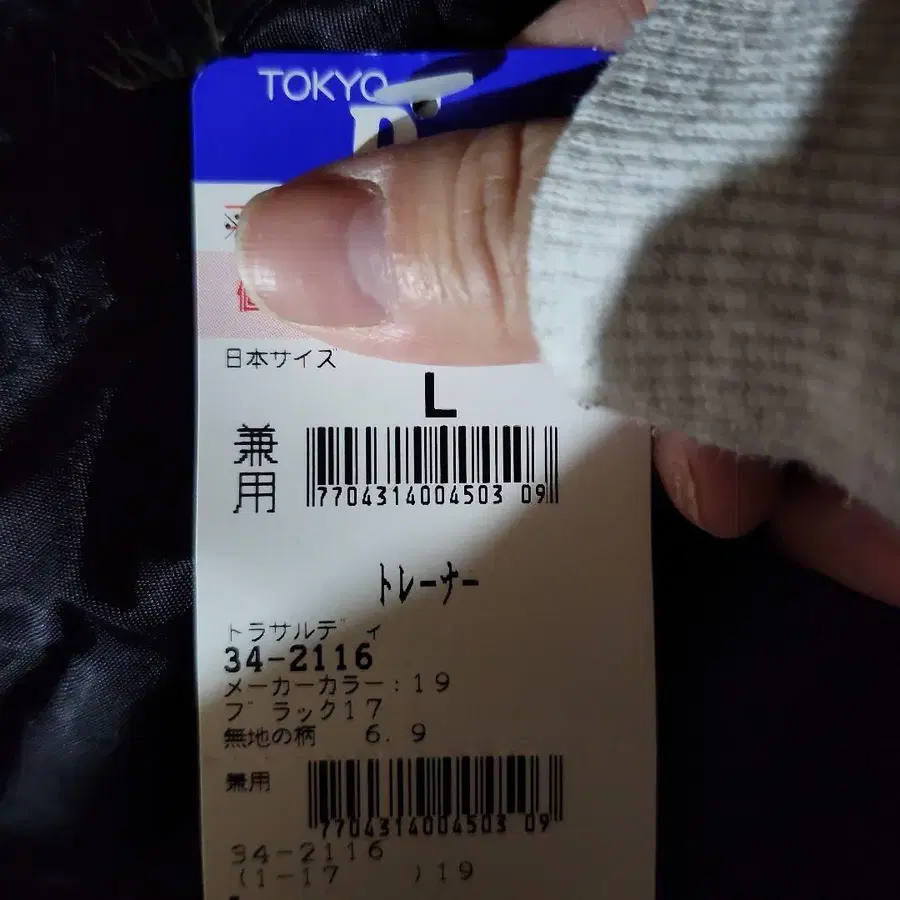 TOKYO
日本サイズ
L
兼用
7704314004503 09
トレーナー
トラサルディ
34-2116
メーカーカラー:19
ブラック17
無地の柄 6.9
兼用
7704314004503 09
34-2116
(1-17 )19